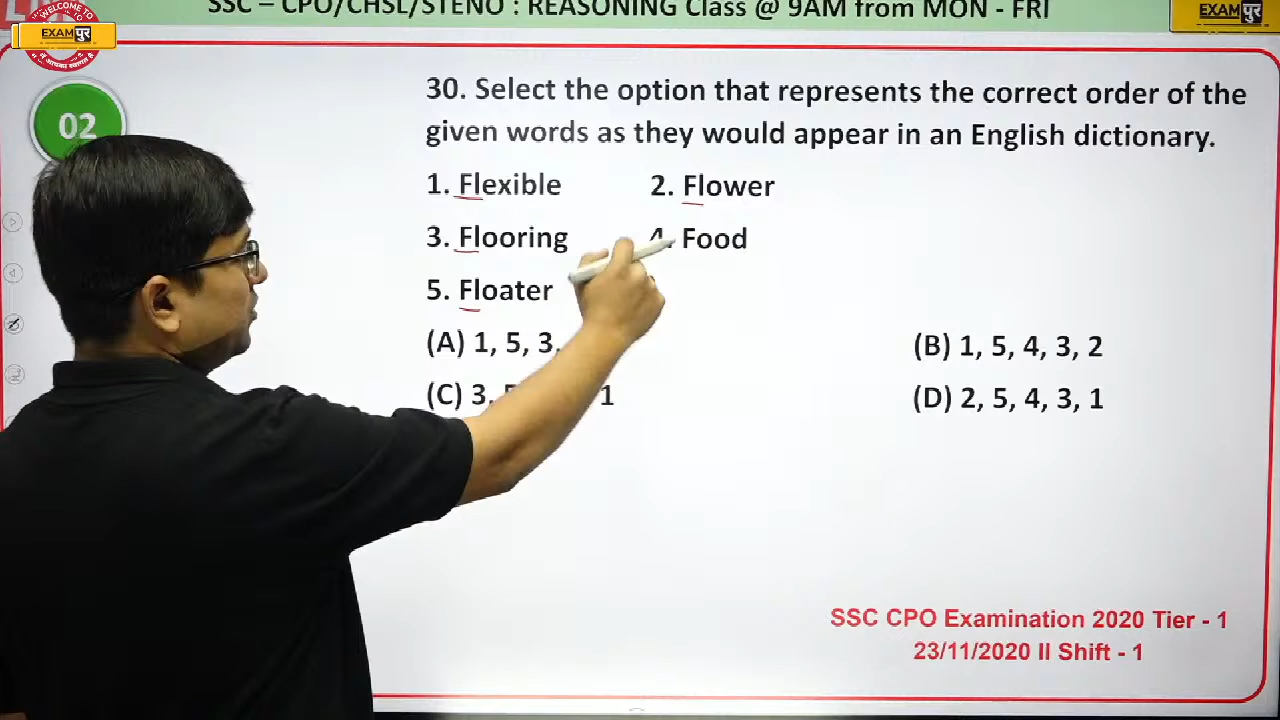 SSC – CPO/CHSL/STENO : REASONING Class @ 9AM from MON - FRI
WELCOME TO
EXAMपुर
EXAMपुर
02
30. Select the option that represents the correct order of the
given words as they would appear in an English dictionary.
1. Flexible 2. Flower
3. Flooring 4. Food
5. Floater
(A) 1, 5, 3, (B) 1, 5, 4, 3, 2
(C) 3, 1 (D) 2, 5, 4, 3, 1
SSC CPO Examination 2020 Tier - 1
23/11/2020 II Shift - 1